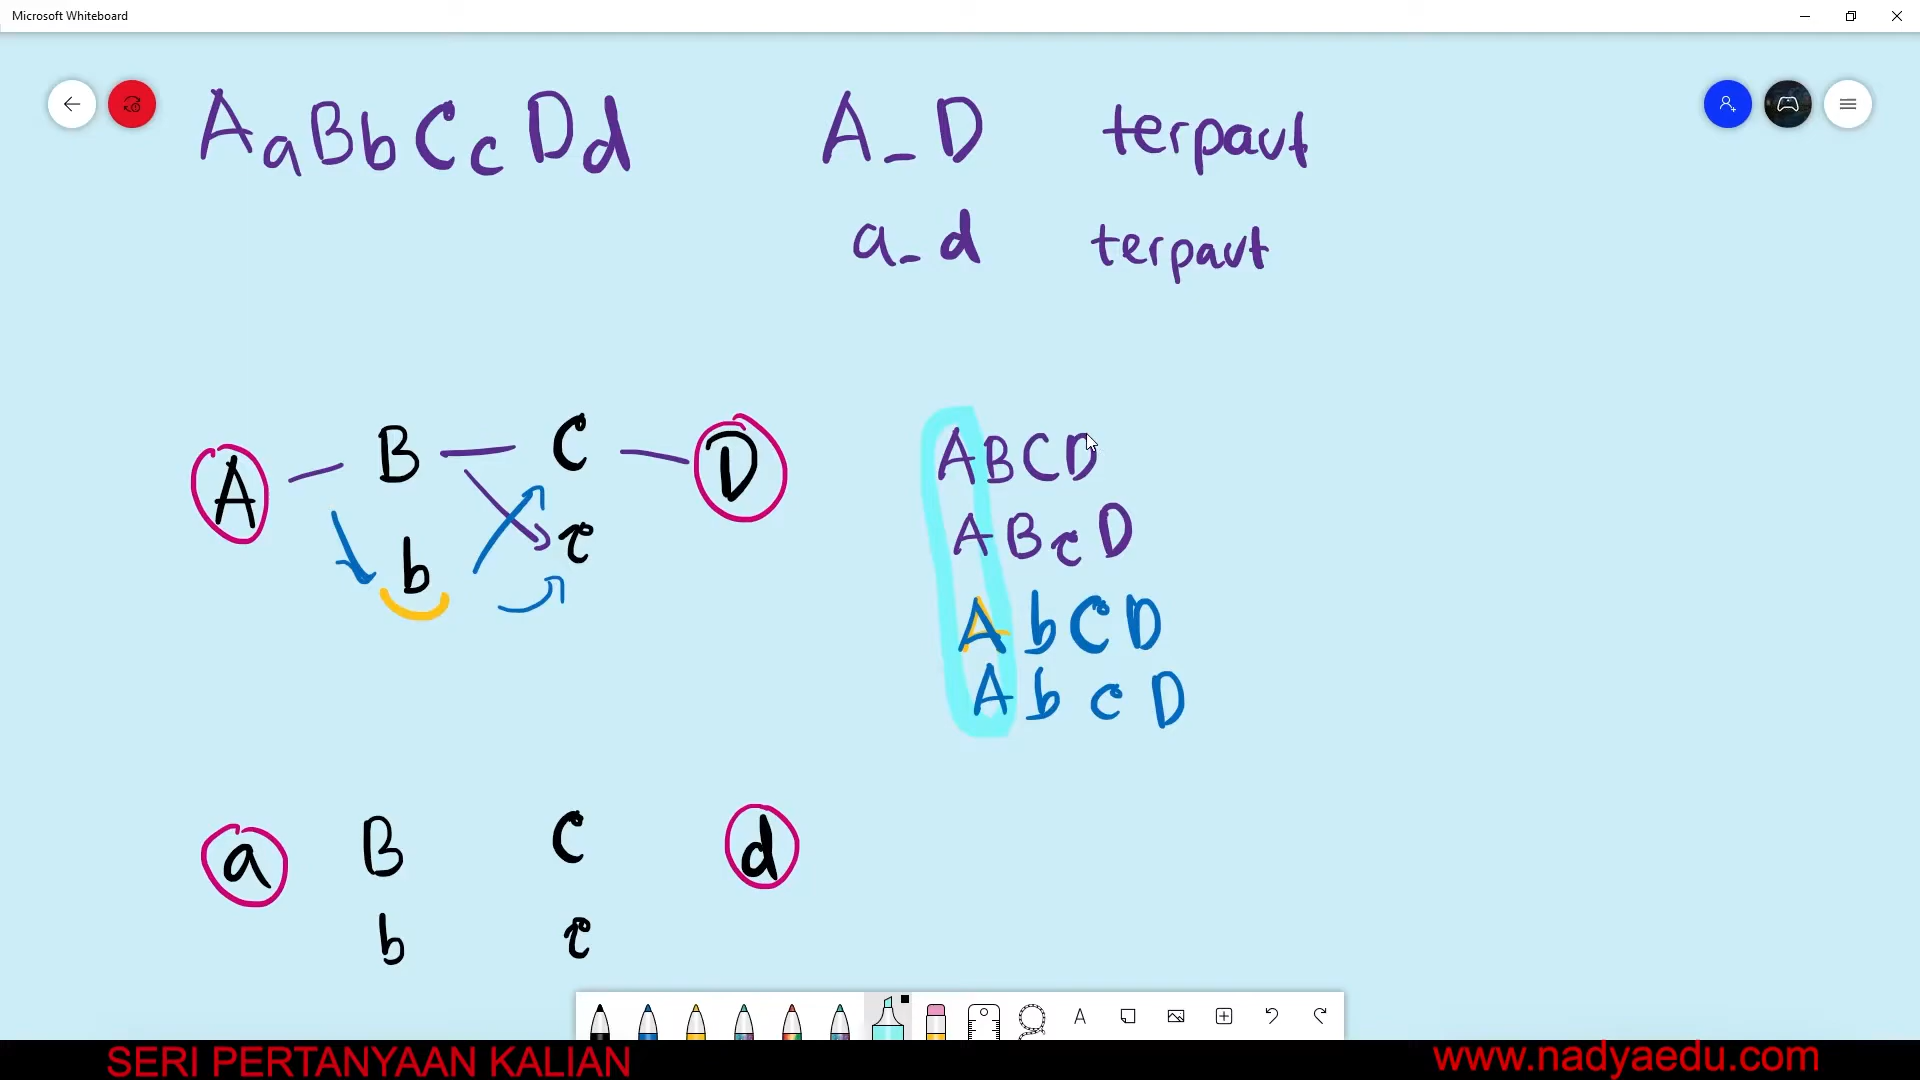 Microsoft Whiteboard
AaBbCcDd A_D terpaut
a_d terpaut
A B C D
b c
ABCD
ABcD
AbCD
AbcD
a B C d
b c
SERI PERTANYAAN KALIAN
www.nadyaedu.com